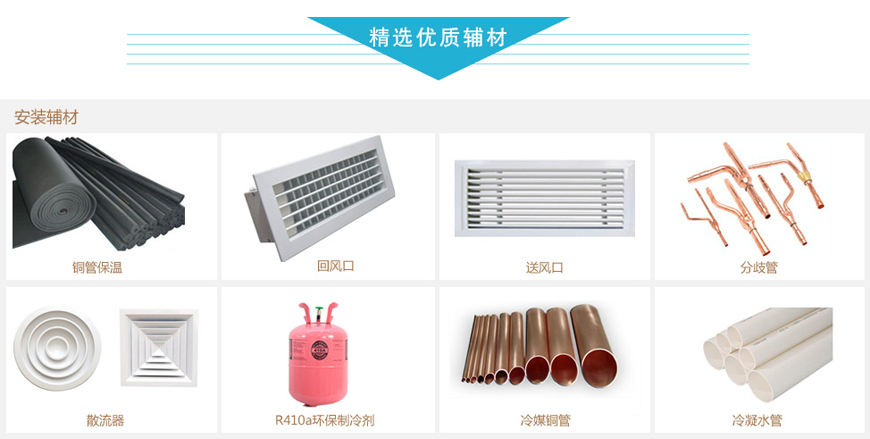 精选优质辅材
安装辅材
铜管保温
回风口
送风口
分歧管
散流器
R410a环保制冷剂
冷媒铜管
冷凝水管